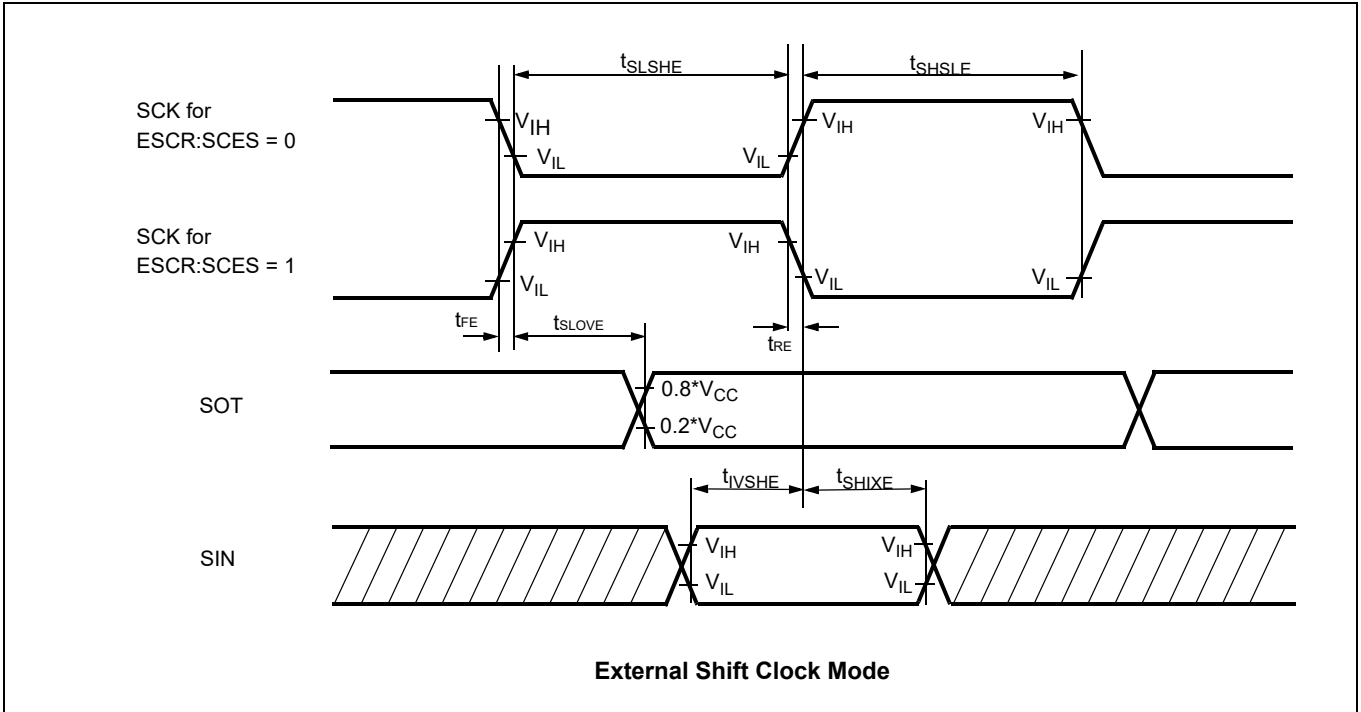 tSLSHE
tSHSLE
SCK for
ESCR:SCES = 0
VIH
VIL
VIL
VIH
VIH
SCK for
ESCR:SCES = 1
VIH
VIL
VIH
VIL
VIL
tFE
tSLOVE
tRE
SOT
0.8*VCC
0.2*VCC
tIVSHE
tSHIXE
SIN
VIH
VIL
VIH
VIL
External Shift Clock Mode